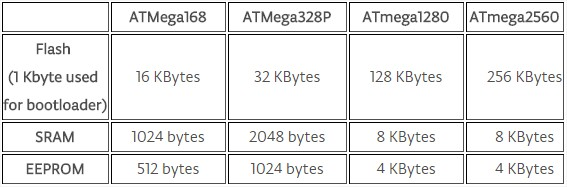 ATMega168 ATMega328P ATmega1280 ATmega2560
Flash
(1 Kbyte used
for bootloader) 16 KBytes 32 KBytes 128 KBytes 256 KBytes
SRAM 1024 bytes 2048 bytes 8 KBytes 8 KBytes
EEPROM 512 bytes 1024 bytes 4 KBytes 4 KBytes